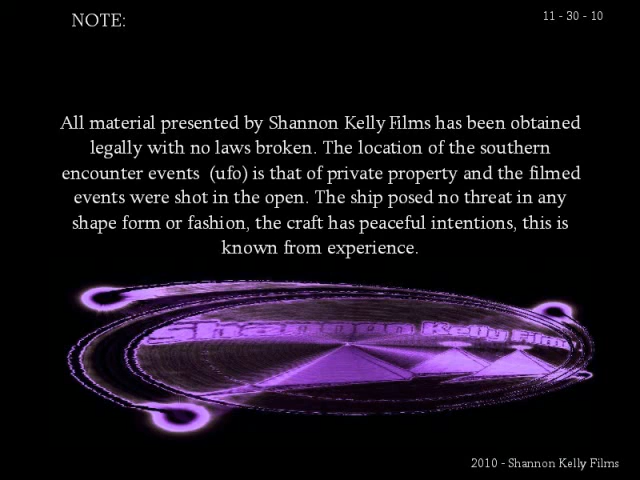 NOTE:
11 - 30 - 10
All material presented by Shannon Kelly Films has been obtained
legally with no laws broken. The location of the southern
encounter events (ufo) is that of private property and the filmed
events were shot in the open. The ship posed no threat in any
shape form or fashion, the craft has peaceful intentions, this is
known from experience.
Shannon Kelly Films
2010 - Shannon Kelly Films